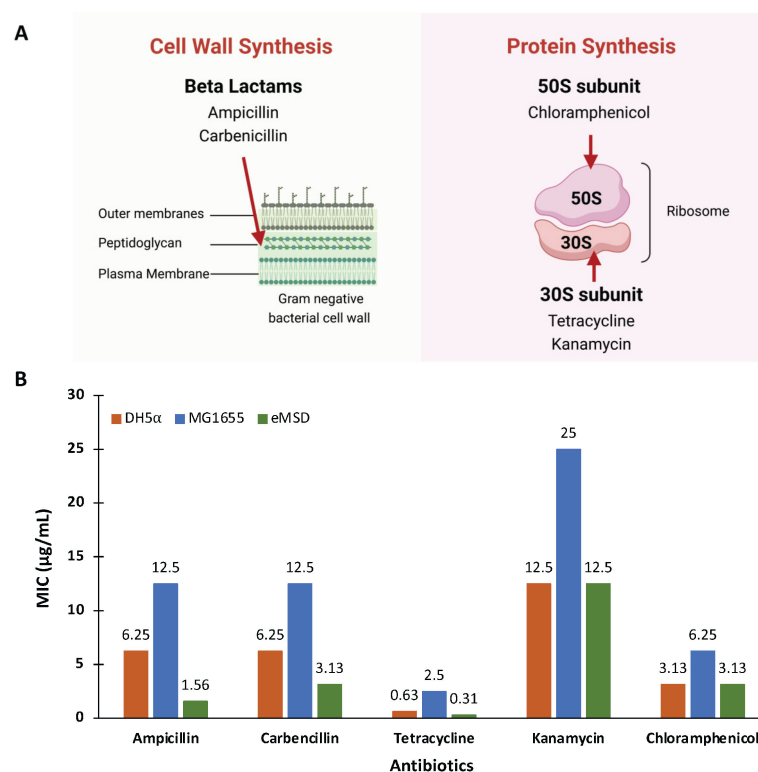 A
Cell Wall Synthesis
Beta Lactams
Ampicillin
Carbenicillin
Outer membranes
Peptidoglycan
Plasma Membrane
Gram negative
bacterial cell wall
Protein Synthesis
50S subunit
Chloramphenicol
50S
30S
Ribosome
30S subunit
Tetracycline
Kanamycin
B
30
25
20
15
10
5
0
MIC (µg/mL)
DH5α MG1655 eMSD
6.25 12.5 1.56
6.25 12.5 3.13
0.63 2.5 0.31
12.5 25 12.5
3.13 6.25 3.13
Ampicillin Carbencillin Tetracycline Kanamycin Chloramphenicol
Antibiotics